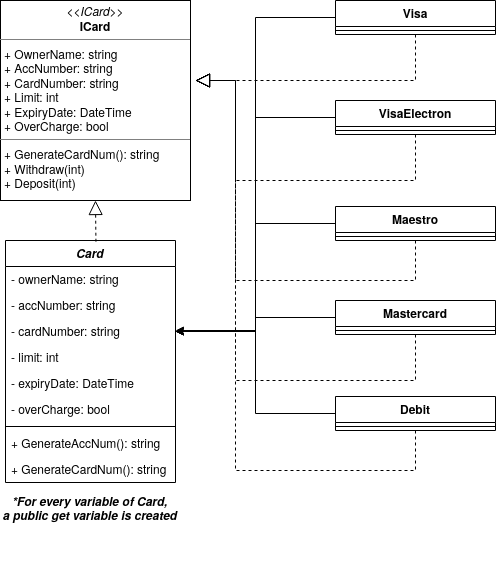 <<ICard>>
ICard
+ OwnerName: string
+ AccNumber: string
+ CardNumber: string
+ Limit: int
+ ExpiryDate: DateTime
+ OverCharge: bool
+ GenerateCardNum(): string
+ Withdraw(int)
+ Deposit(int)
Card
- ownerName: string
- accNumber: string
- cardNumber: string
- limit: int
- expiryDate: DateTime
- overCharge: bool
+ GenerateAccNum(): string
+ GenerateCardNum(): string
*For every variable of Card,
a public get variable is created
Visa
VisaElectron
Maestro
Mastercard
Debit